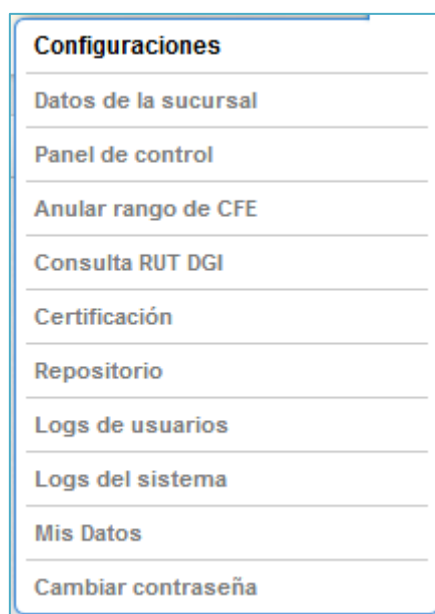 Configuraciones
Datos de la sucursal
Panel de control
Anular rango de CFE
Consulta RUT DGI
Certificación
Repositorio
Logs de usuarios
Logs del sistema
Mis Datos
Cambiar contraseña